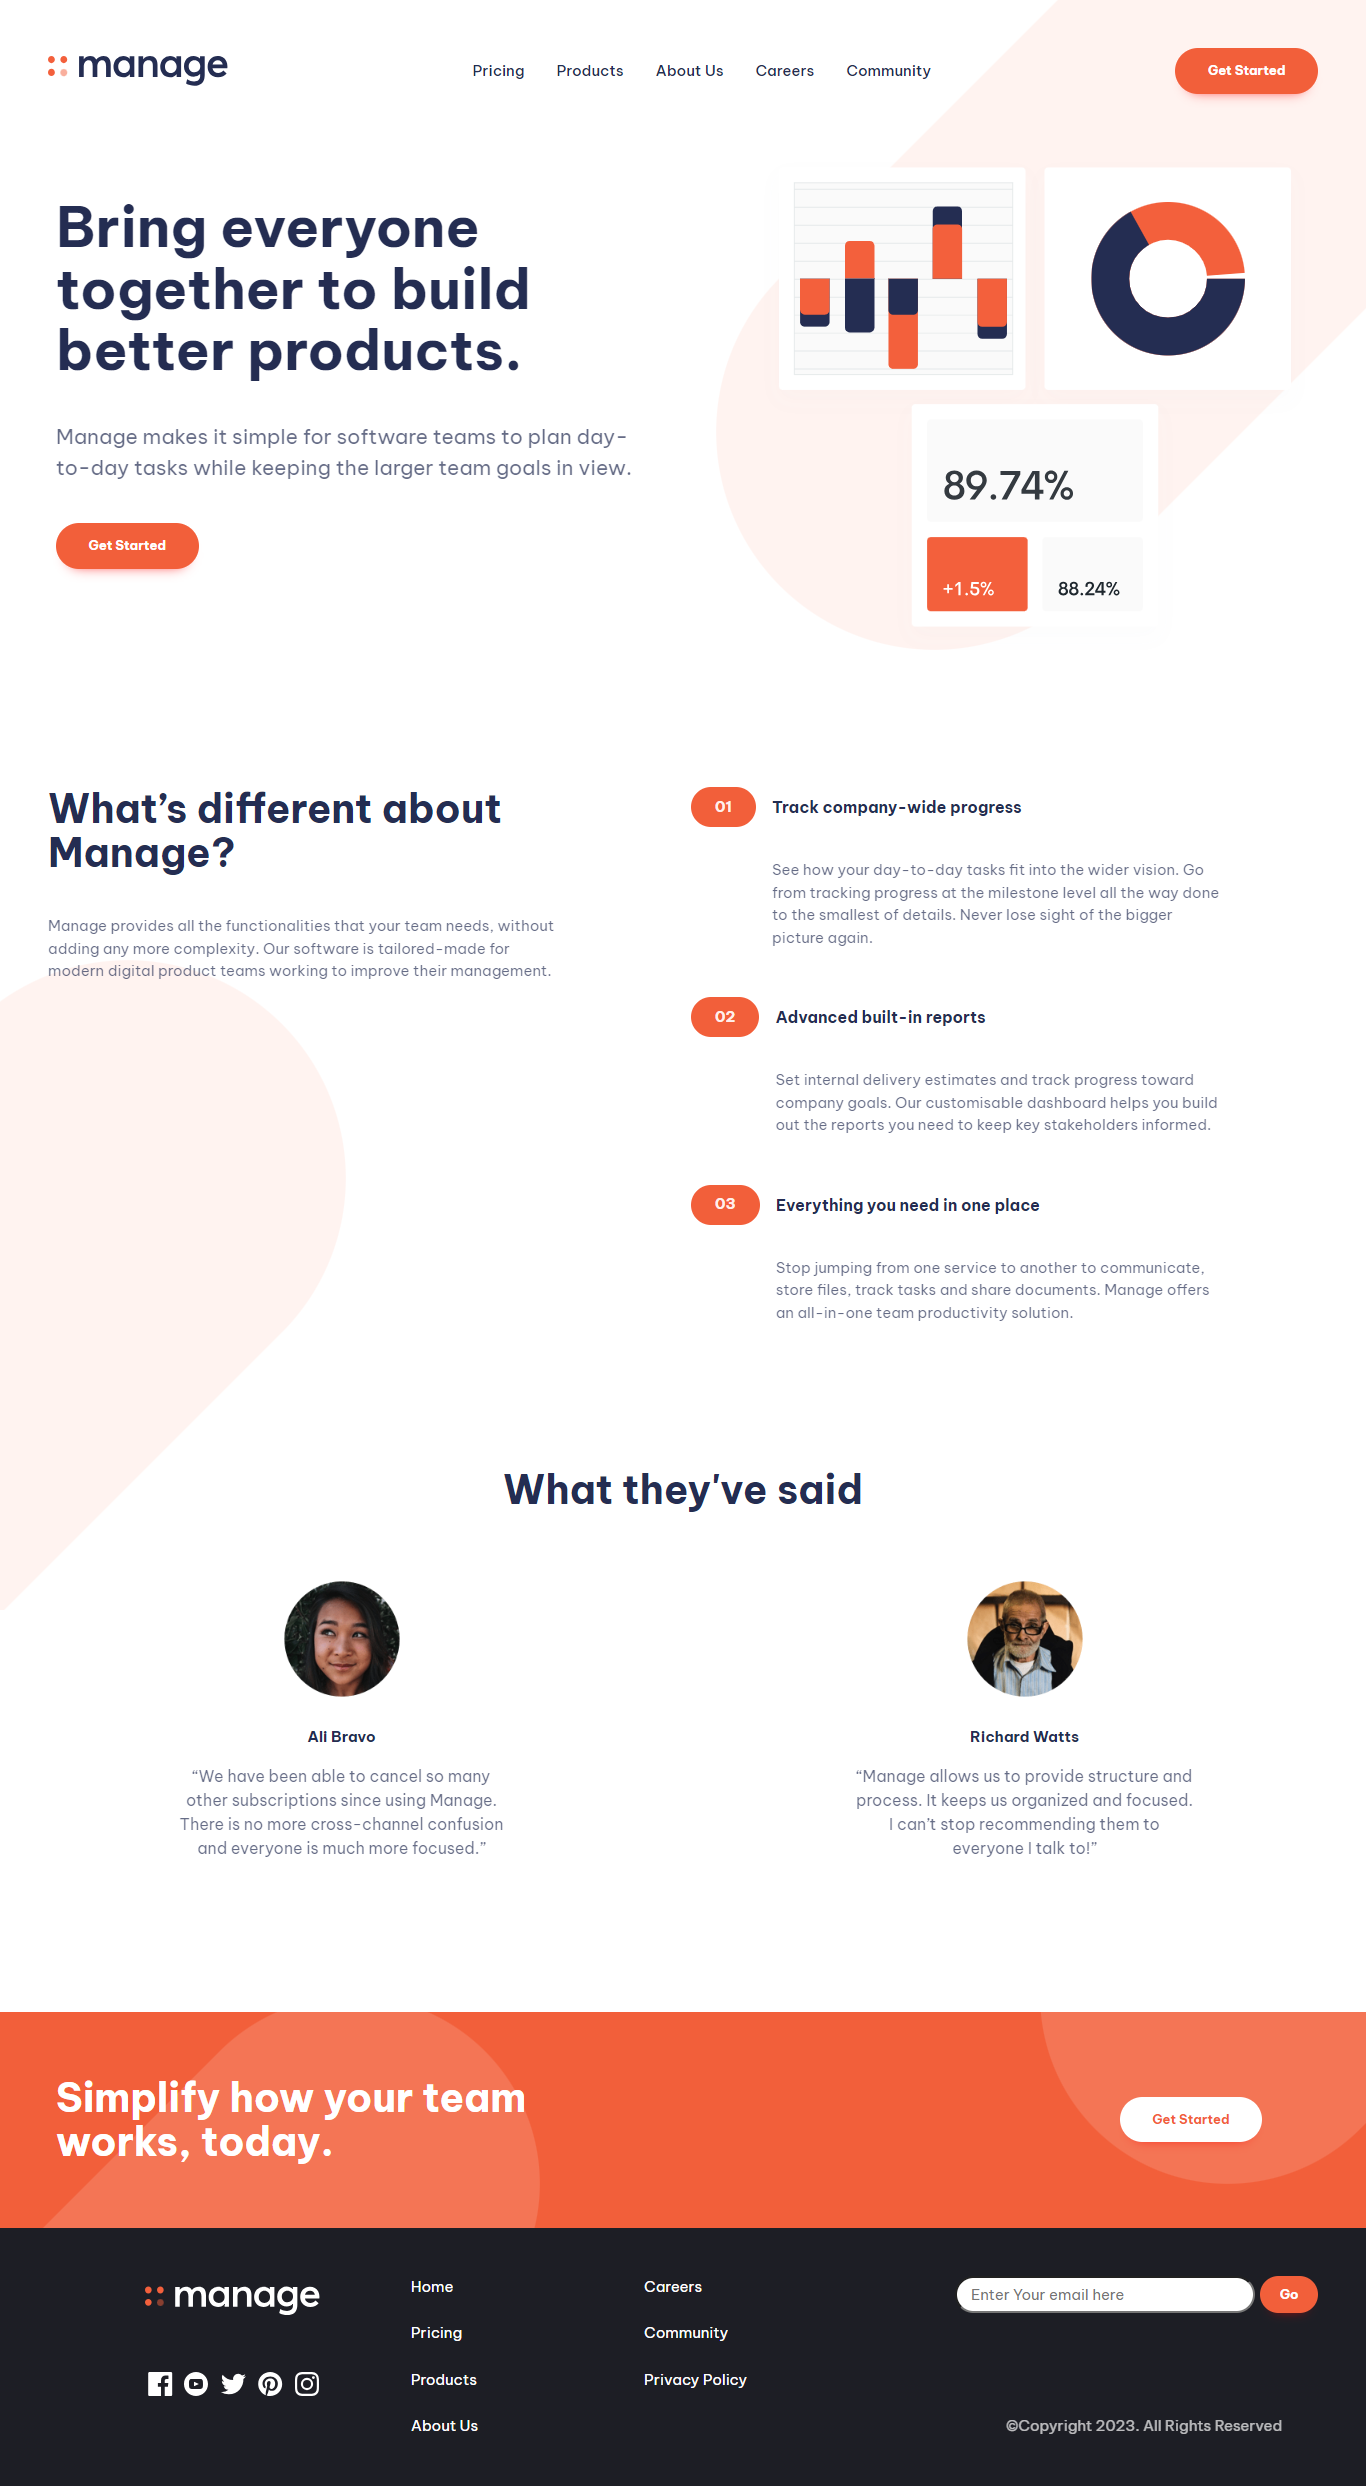 manage
Pricing
Products
About Us
Careers
Community
Get Started
Bring everyone
together to build
better products.
Manage makes it simple for software teams to plan day-
to-day tasks while keeping the larger team goals in view.
Get Started
89.74%
+1.5%
88.24%
What’s different about
Manage?
Manage provides all the functionalities that your team needs, without
adding any more complexity. Our software is tailored-made for
modern digital product teams working to improve their management.
01
Track company-wide progress
See how your day-to-day tasks fit into the wider vision. Go
from tracking progress at the milestone level all the way done
to the smallest of details. Never lose sight of the bigger
picture again.
02
Advanced built-in reports
Set internal delivery estimates and track progress toward
company goals. Our customisable dashboard helps you build
out the reports you need to keep key stakeholders informed.
03
Everything you need in one place
Stop jumping from one service to another to communicate,
store files, track tasks and share documents. Manage offers
an all-in-one team productivity solution.
What they've said
Ali Bravo
“We have been able to cancel so many
other subscriptions since using Manage.
There is no more cross-channel confusion
and everyone is much more focused.”
Richard Watts
“Manage allows us to provide structure and
process. It keeps us organized and focused.
I can’t stop recommending them to
everyone I talk to!”
Simplify how your team
works, today.
Get Started
manage
Home
Pricing
Products
About Us
Careers
Community
Privacy Policy
Enter Your email here
Go
©Copyright 2023. All Rights Reserved